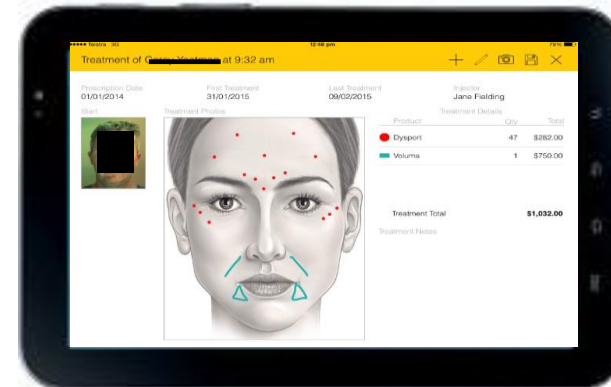 Telstra 3G 12:48 pm
Treatment of at 9:32 am
Prescription Date First Treatment Last Treatment Injector
01/01/2014 31/01/2015 09/02/2015 Jane Fielding
Start Treatment Photos Treatment Details
Product Qty Total
Dysport 47 $282.00
Voluma 1 $750.00
Treatment Total $1,032.00
Treatment Notes